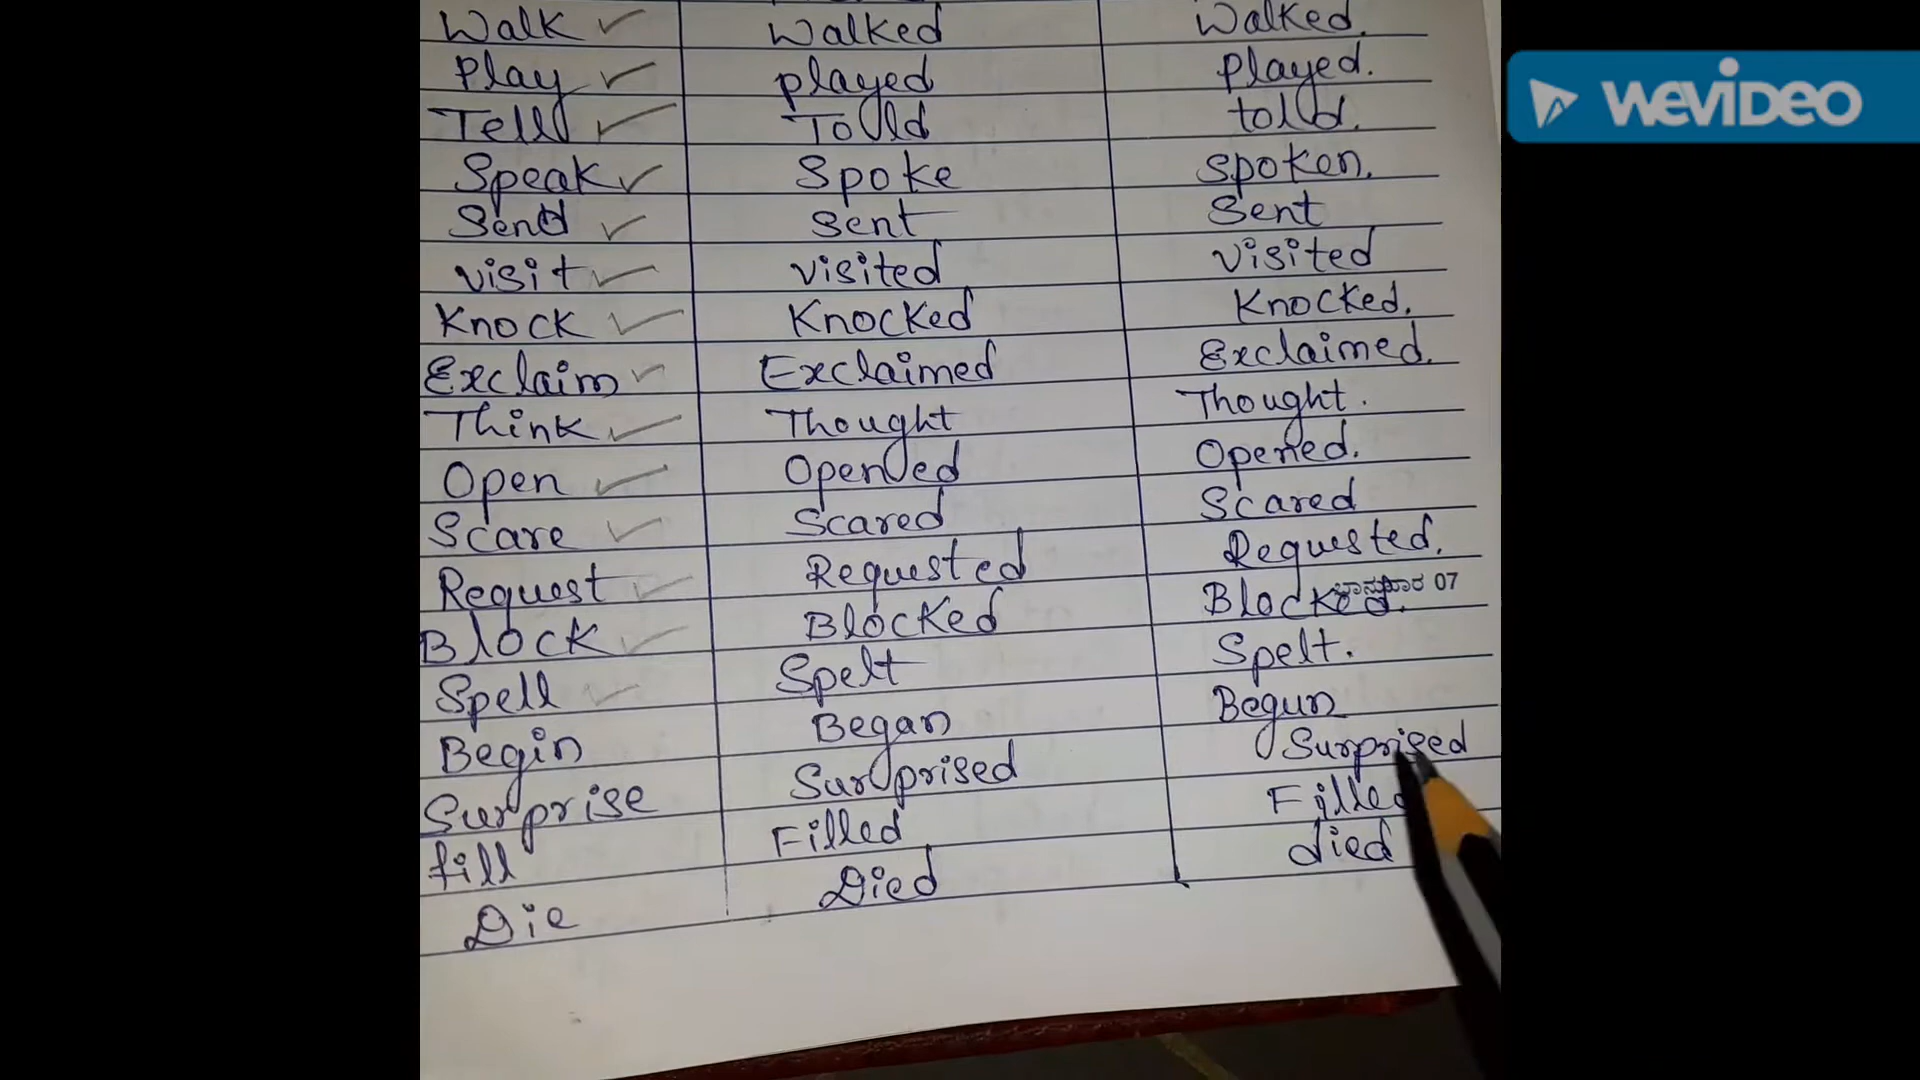 Walk Walked Walked.
WEVIDEO
Play played Played.
Tell Told told.
Speak Spoke Spoken.
Send Sent Sent
visit visited visited
Knock Knocked Knocked.
Exclaim Exclaimed Exclaimed.
Think Thought Thought.
Open Opened Opened.
Scare Scared Scared
Request Requested Requested.
Block Blocked Blocked.
07
Spell Spelt Spelt.
Begin Began Begun
Surprise Surprised Surprised
fill Filled Filled
Die Died died